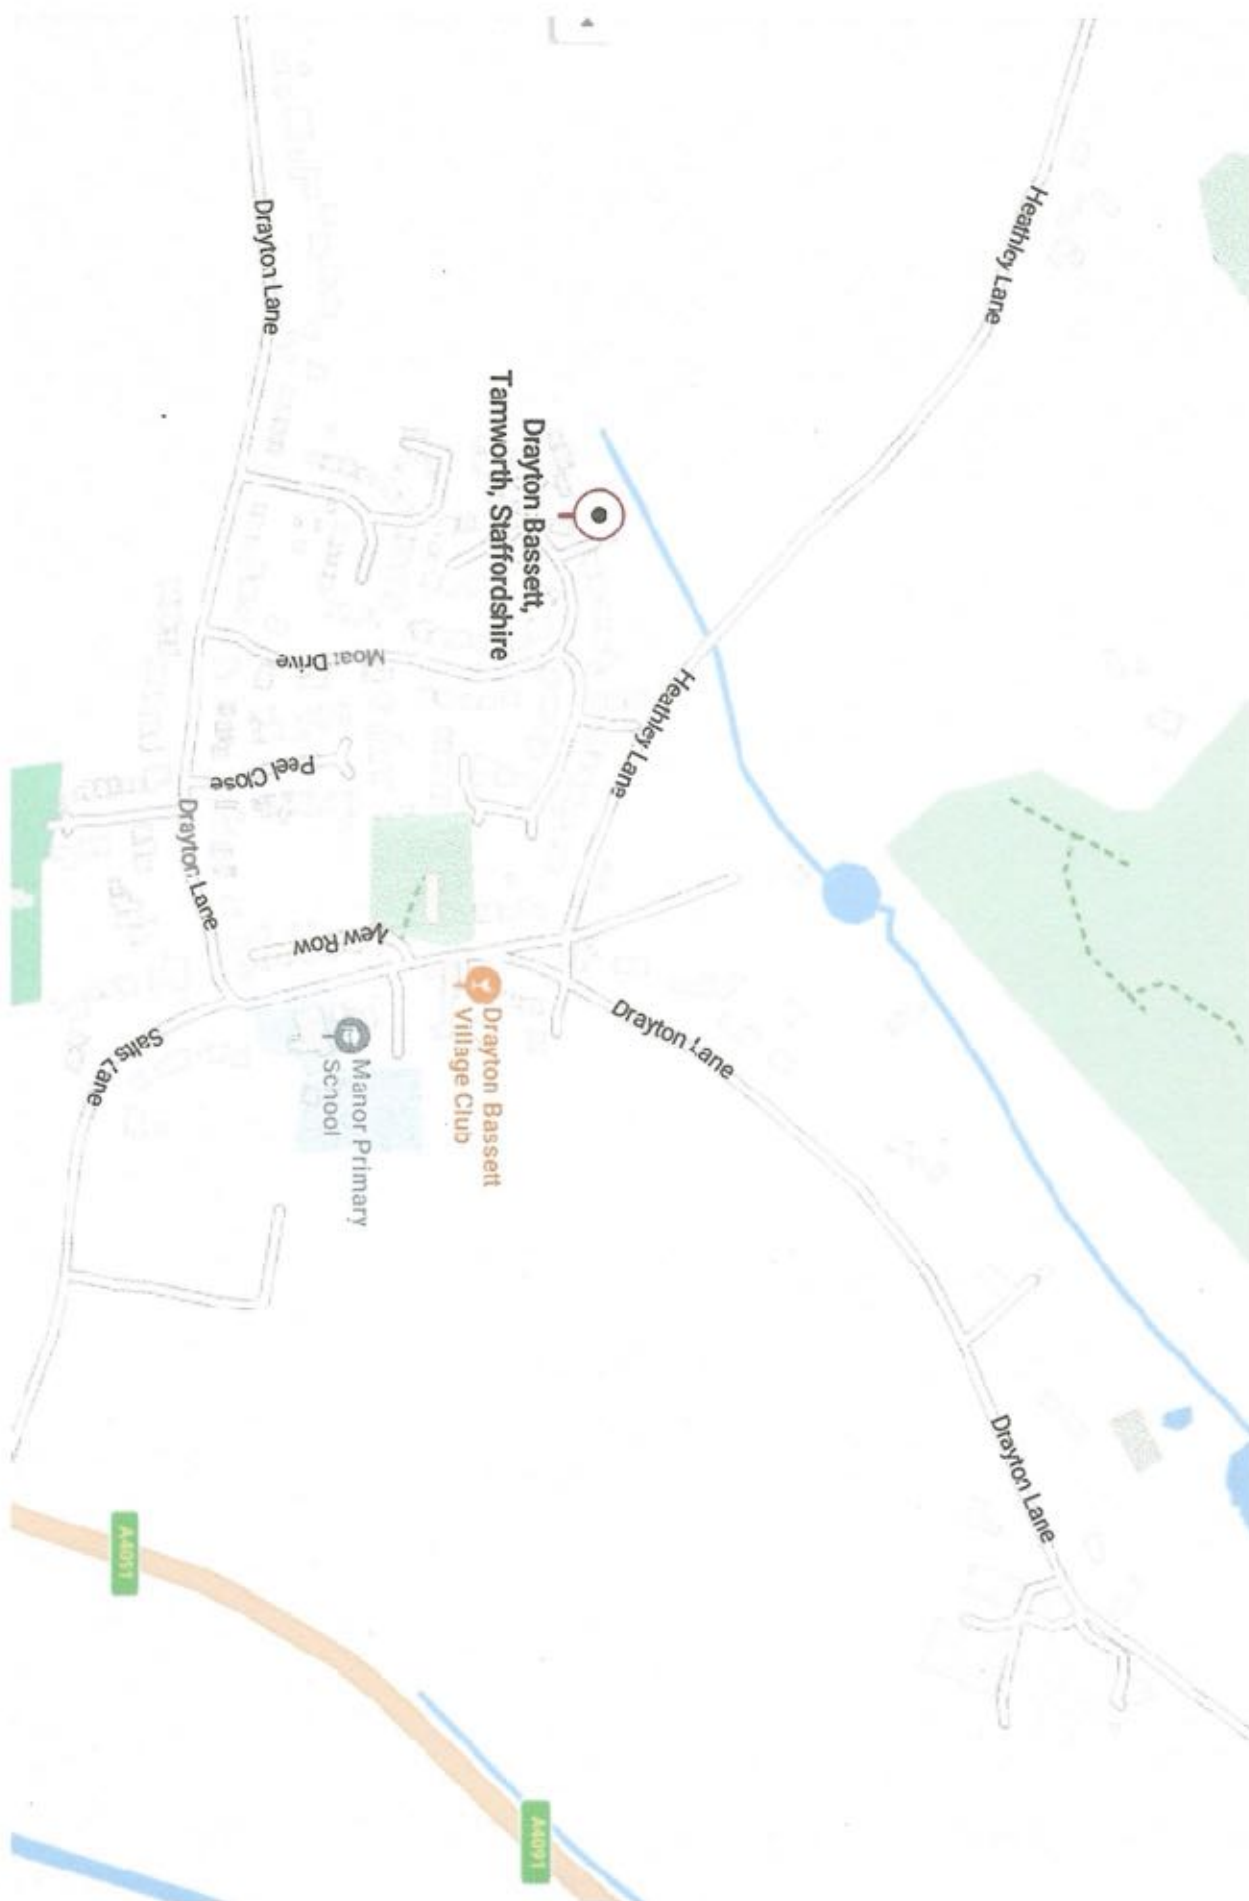 Heathley Lane
Drayton Lane
Drayton Bassett,
Tamworth, Staffordshire
Heathley Lane
Moat Drive
Peel Close
Drayton Lane
New Row
Drayton Bassett
Village Club
Drayton Lane
Manor Primary
School
Salts Lane
Drayton Lane
A4091
A4091